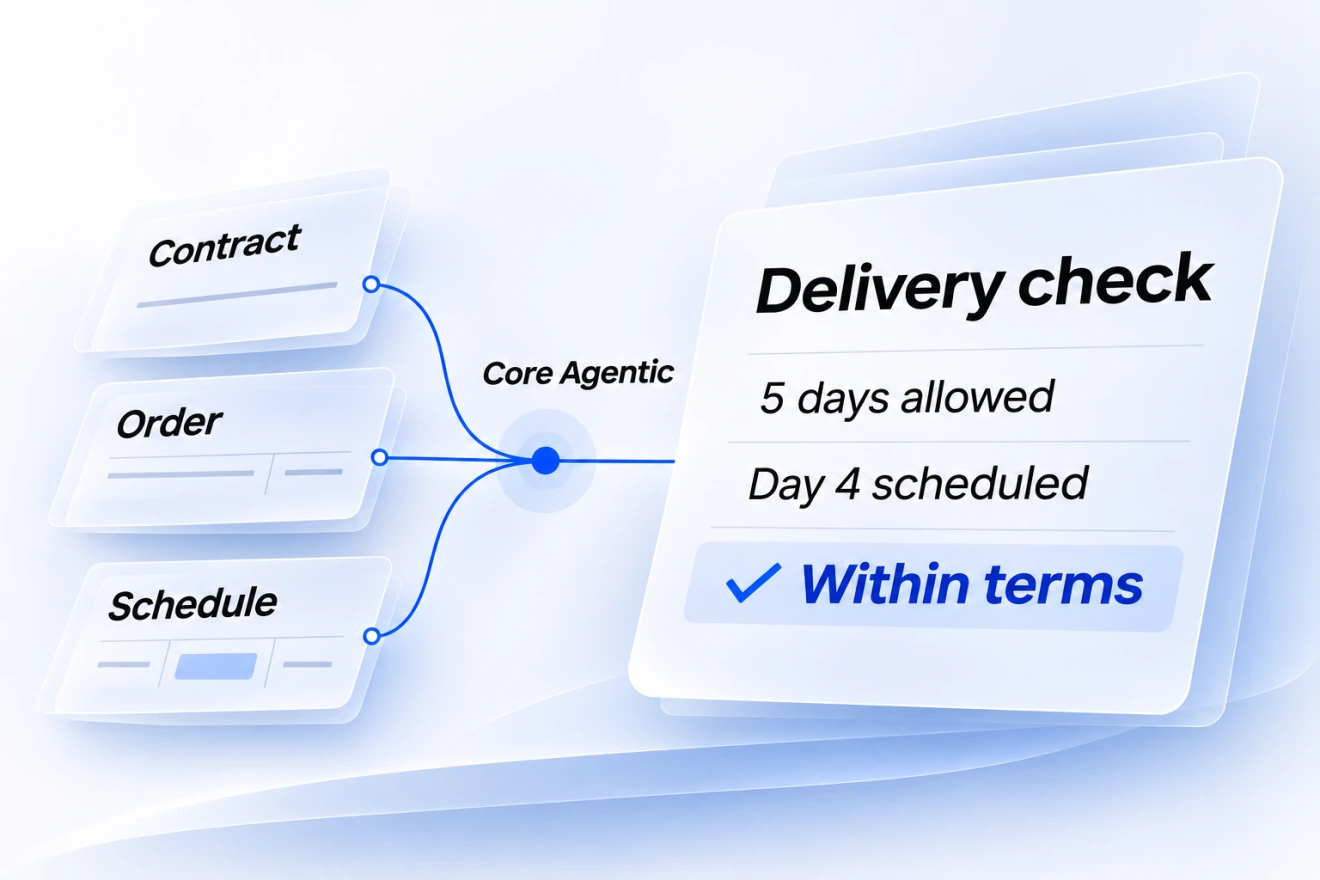 Contract
Order
Schedule
Core Agentic
Delivery check
5 days allowed
Day 4 scheduled
Within terms